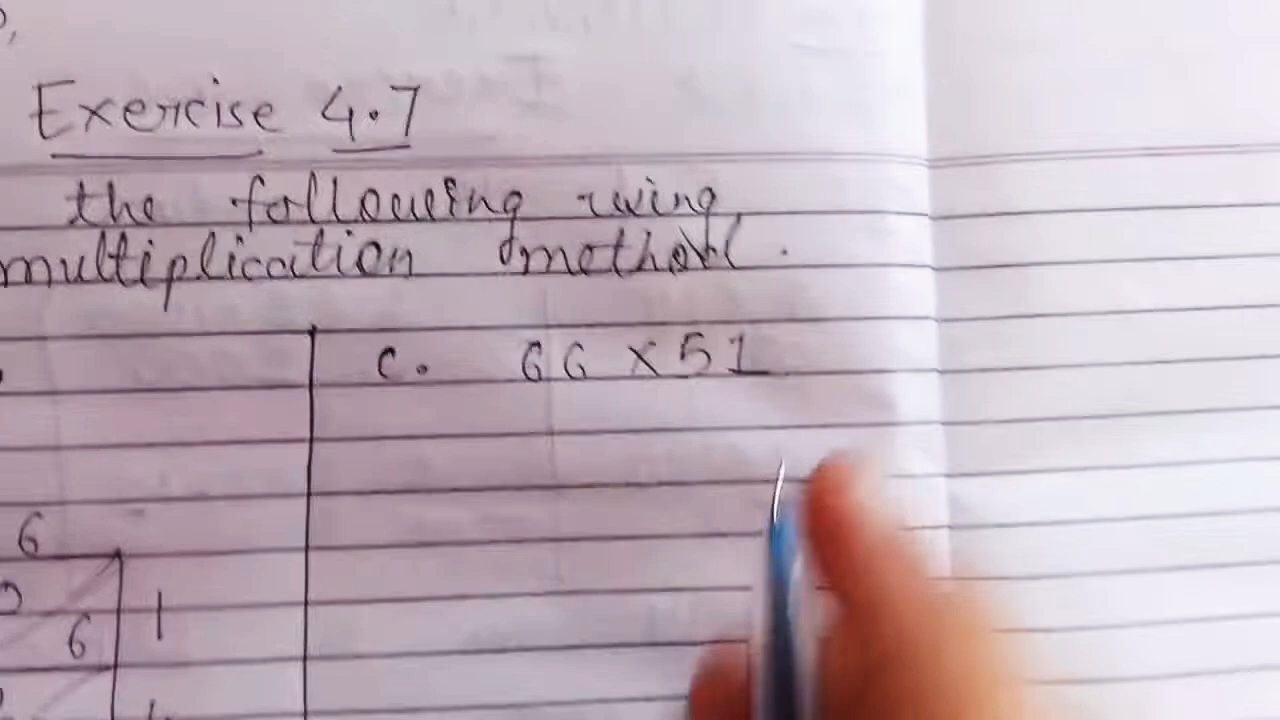 Exercise 4.7
the following using
multiplication method.
c. 66 x 51
6
6 1